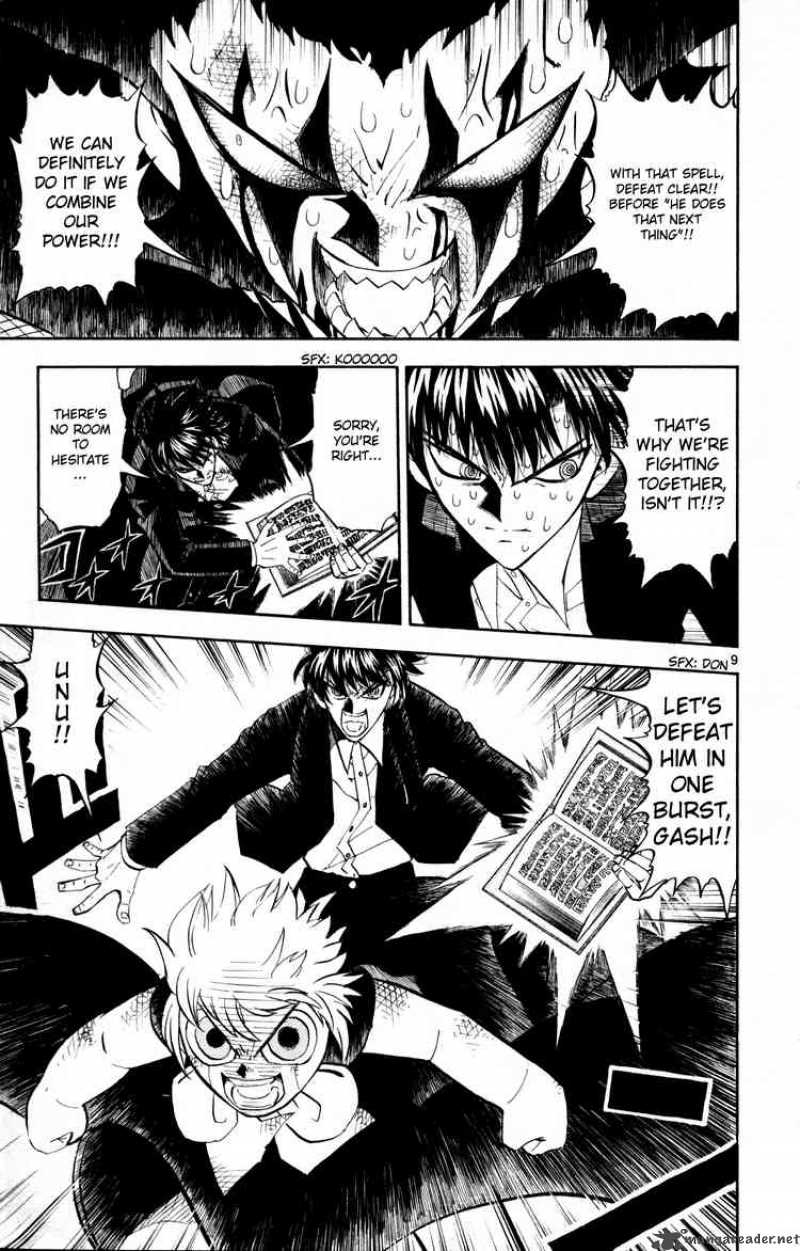 WITH THAT SPELL,
DEFEAT CLEAR!!
BEFORE "HE DOES
THAT NEXT
THING"!!
WE CAN
DEFINITELY
DO IT IF WE
COMBINE
OUR
POWER!!!
SFX: KOOOOOO
THAT'S
WHY WE'RE
FIGHTING
TOGETHER,
ISN'T IT!!?
SORRY,
YOU'RE
RIGHT...
THERE'S
NO ROOM
TO
HESITATE
...
SFX: DON
9
LET'S
DEFEAT
HIM IN
ONE
BURST,
GASH!!
UNU!!
mangareader.net